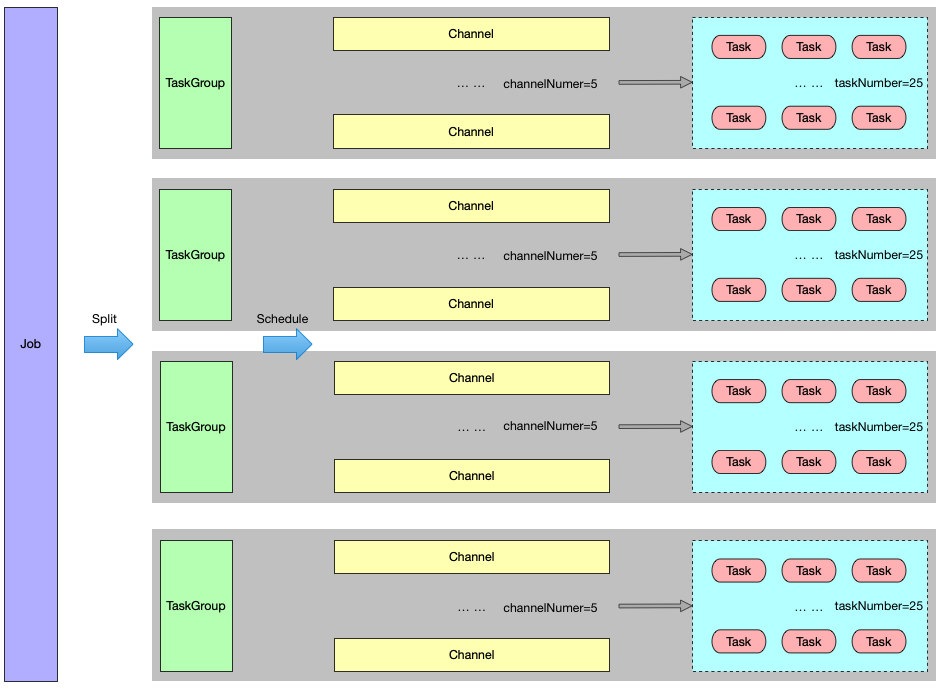 Job
Split
Schedule
TaskGroup
Channel
... ... channelNumer=5
Channel
Task Task Task
... ... taskNumber=25
Task Task Task
TaskGroup
Channel
... ... channelNumer=5
Channel
Task Task Task
... ... taskNumber=25
Task Task Task
TaskGroup
Channel
... ... channelNumer=5
Channel
Task Task Task
... ... taskNumber=25
Task Task Task
TaskGroup
Channel
... ... channelNumer=5
Channel
Task Task Task
... ... taskNumber=25
Task Task Task